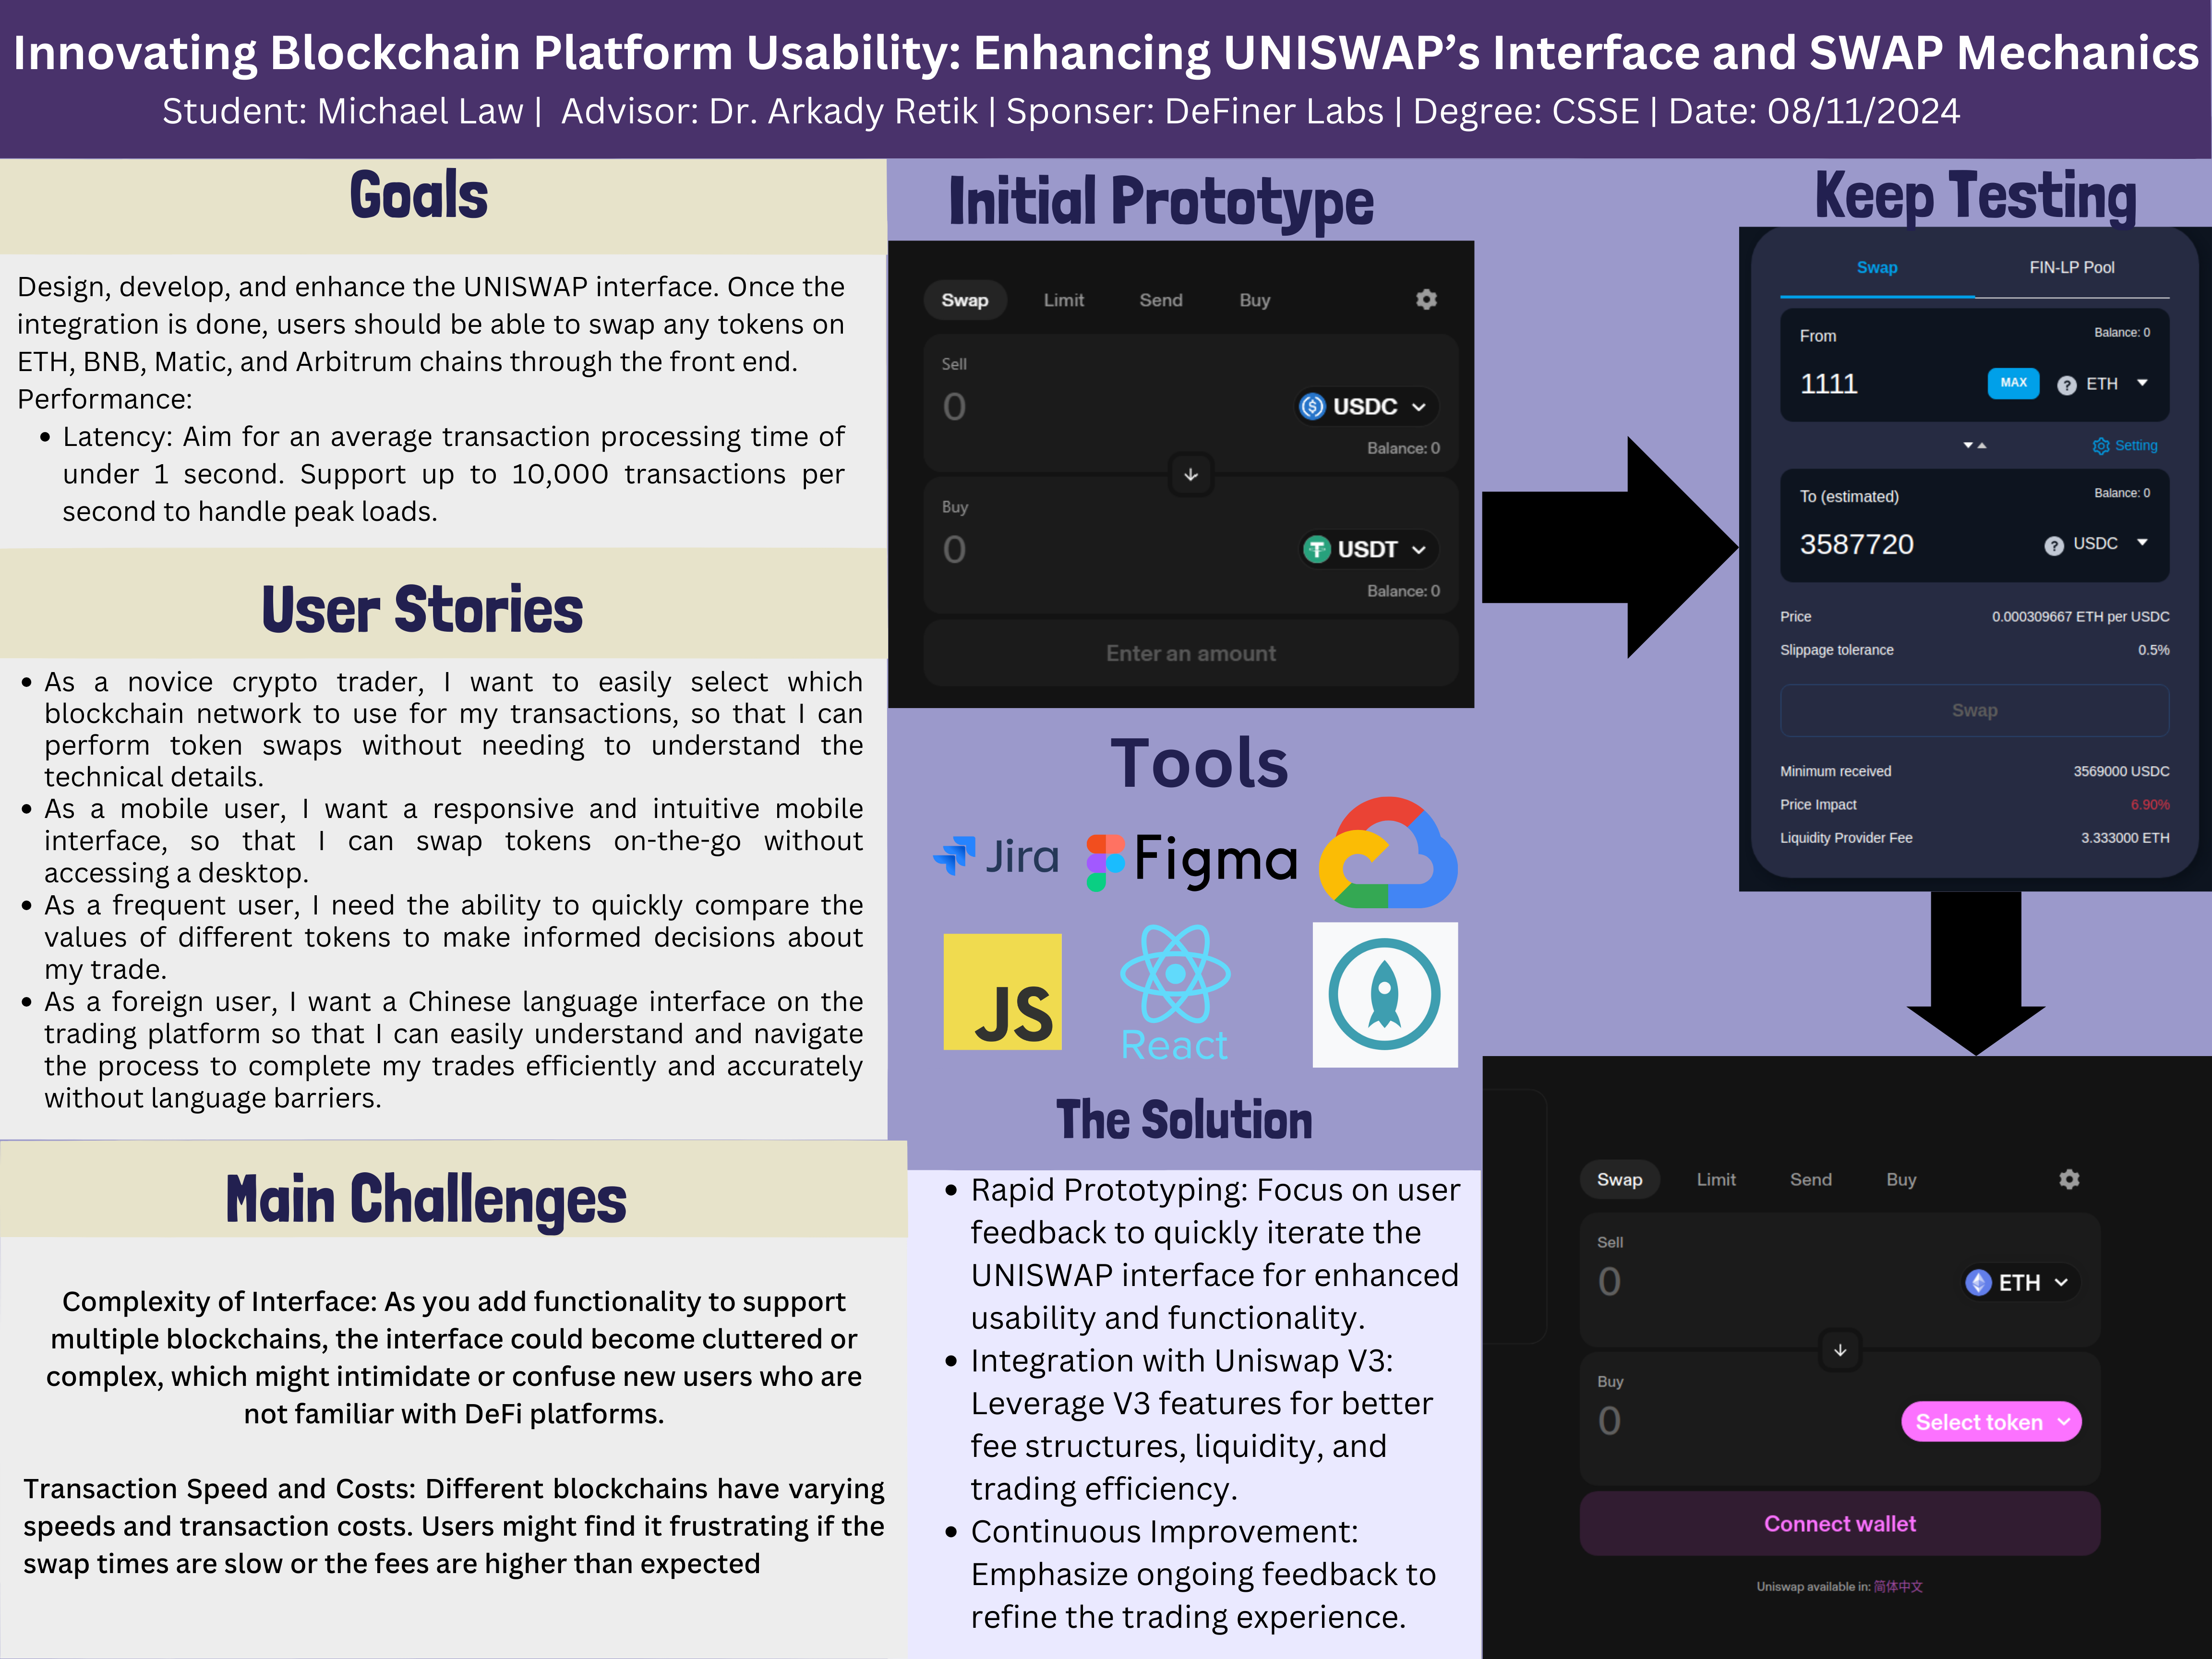 Innovating Blockchain Platform Usability: Enhancing UNISWAP’s Interface and SWAP Mechanics
Student: Michael Law | Advisor: Dr. Arkady Retik | Sponser: DeFiner Labs | Degree: CSSE | Date: 08/11/2024
Goals
Design, develop, and enhance the UNISWAP interface. Once the
integration is done, users should be able to swap any tokens on
ETH, BNB, Matic, and Arbitrum chains through the front end.
Performance:
• Latency: Aim for an average transaction processing time of
under 1 second. Support up to 10,000 transactions per
second to handle peak loads.
User Stories
• As a novice crypto trader, I want to easily select which
blockchain network to use for my transactions, so that I can
perform token swaps without needing to understand the
technical details.
• As a mobile user, I want a responsive and intuitive mobile
interface, so that I can swap tokens on-the-go without
accessing a desktop.
• As a frequent user, I need the ability to quickly compare the
values of different tokens to make informed decisions about
my trade.
• As a foreign user, I want a Chinese language interface on the
trading platform so that I can easily understand and navigate
the process to complete my trades efficiently and accurately
without language barriers.
Main Challenges
Complexity of Interface: As you add functionality to support
multiple blockchains, the interface could become cluttered or
complex, which might intimidate or confuse new users who are
not familiar with DeFi platforms.
Transaction Speed and Costs: Different blockchains have varying
speeds and transaction costs. Users might find it frustrating if the
swap times are slow or the fees are higher than expected
Initial Prototype
Swap Limit Send Buy
Sell
0 USDC
Balance: 0
Buy
0 USDT
Balance: 0
Enter an amount
Tools
Jira Figma
JS React
The Solution
• Rapid Prototyping: Focus on user
feedback to quickly iterate the
UNISWAP interface for enhanced
usability and functionality.
• Integration with Uniswap V3:
Leverage V3 features for better
fee structures, liquidity, and
trading efficiency.
• Continuous Improvement:
Emphasize ongoing feedback to
refine the trading experience.
Keep Testing
Swap FIN-LP Pool
From Balance: 0
1111 MAX ? ETH
Setting
To (estimated) Balance: 0
3587720 ? USDC
Price 0.000309667 ETH per USDC
Slippage tolerance 0.5%
Swap
Minimum received 3569000 USDC
Price Impact 6.90%
Liquidity Provider Fee 3.333000 ETH
Swap Limit Send Buy
Sell
0 ETH
Buy
0 Select token
Connect wallet
Uniswap available in: 简体中文